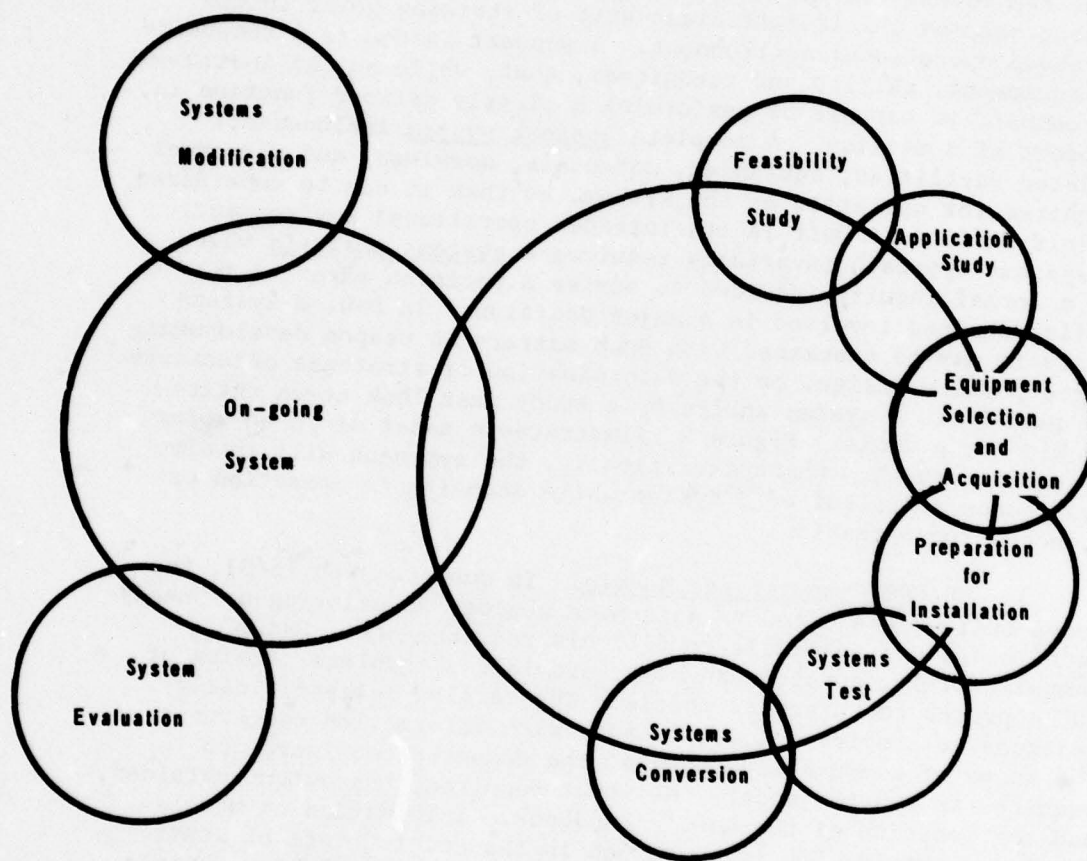 Systems
Modification
Feasibility
Study
Application
Study
On-going
System
Equipment
Selection
and
Acquisition
Preparation
for
Installation
System
Evaluation
Systems
Test
Systems
Conversion